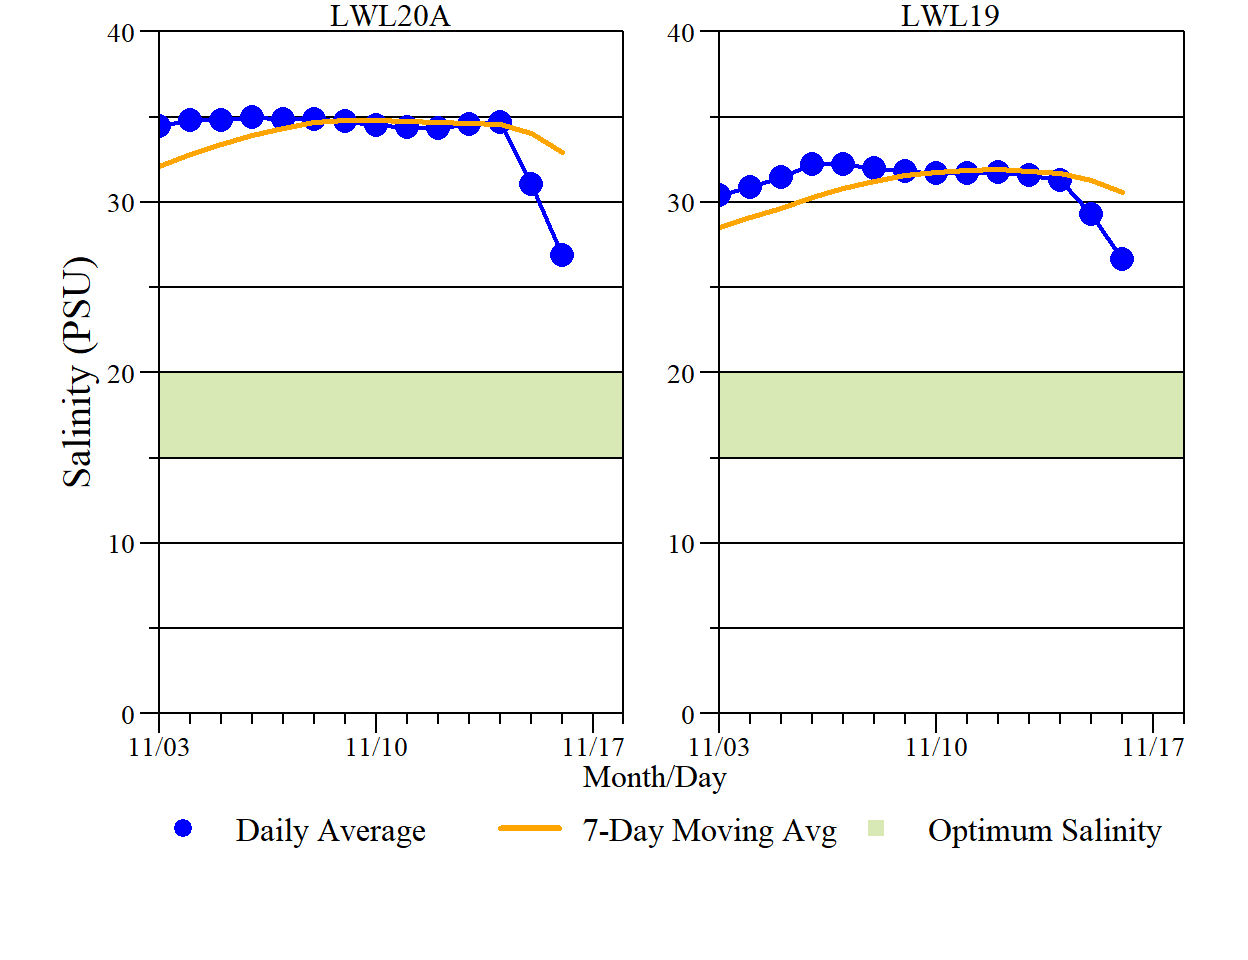 LWL20A
LWL19
40
30
20
10
0
40
30
20
10
0
Salinity (PSU)
11/03
11/10
11/17
11/03
11/10
11/17
Month/Day
Daily Average
7-Day Moving Avg
Optimum Salinity